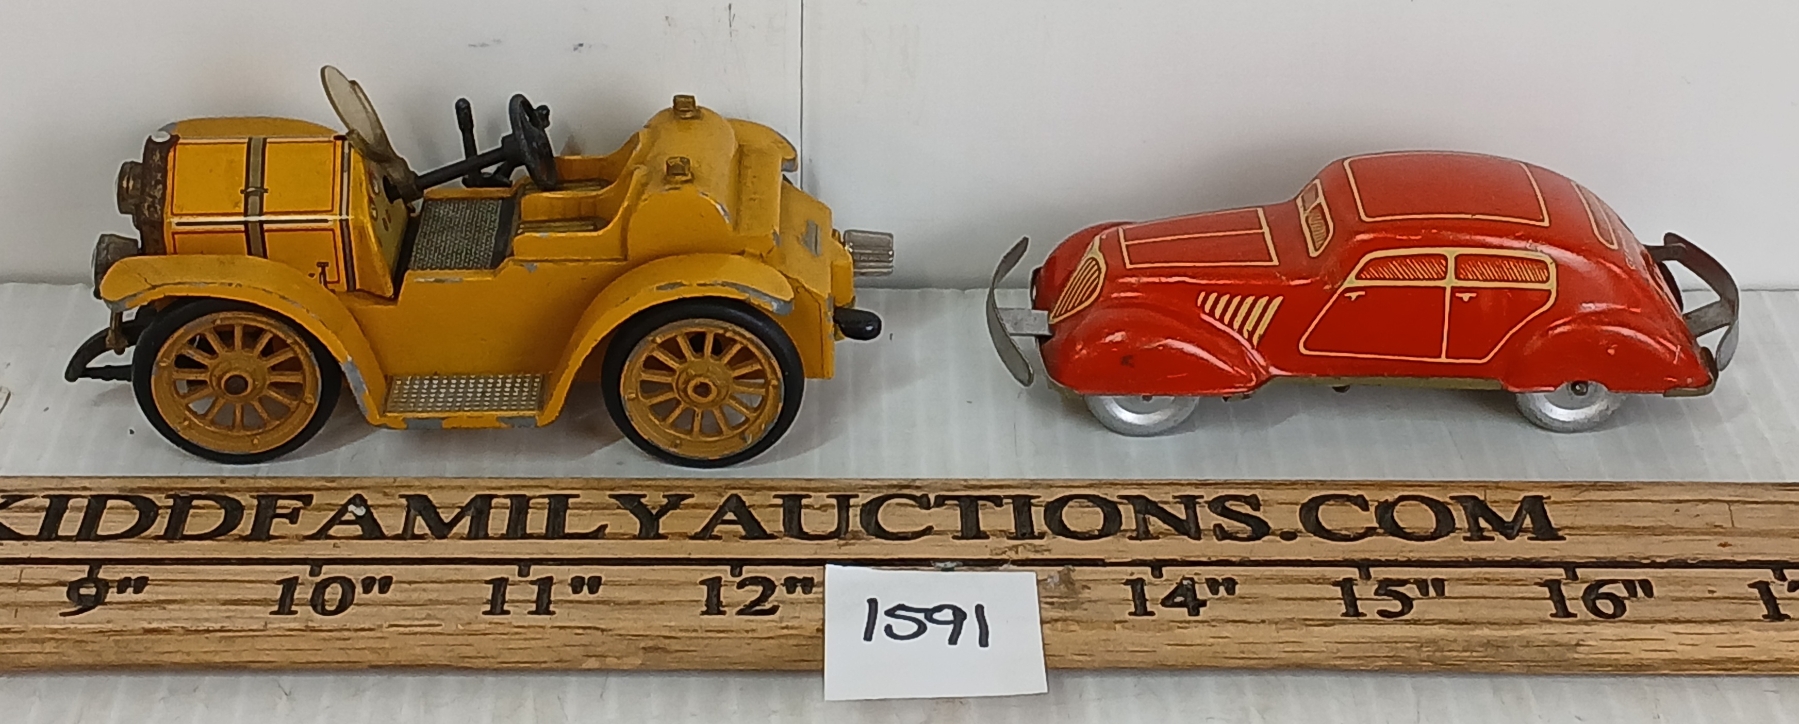 KIDDFAMILYAUCTIONS.COM
9" 10" 11" 12" 14" 15" 16"
1591